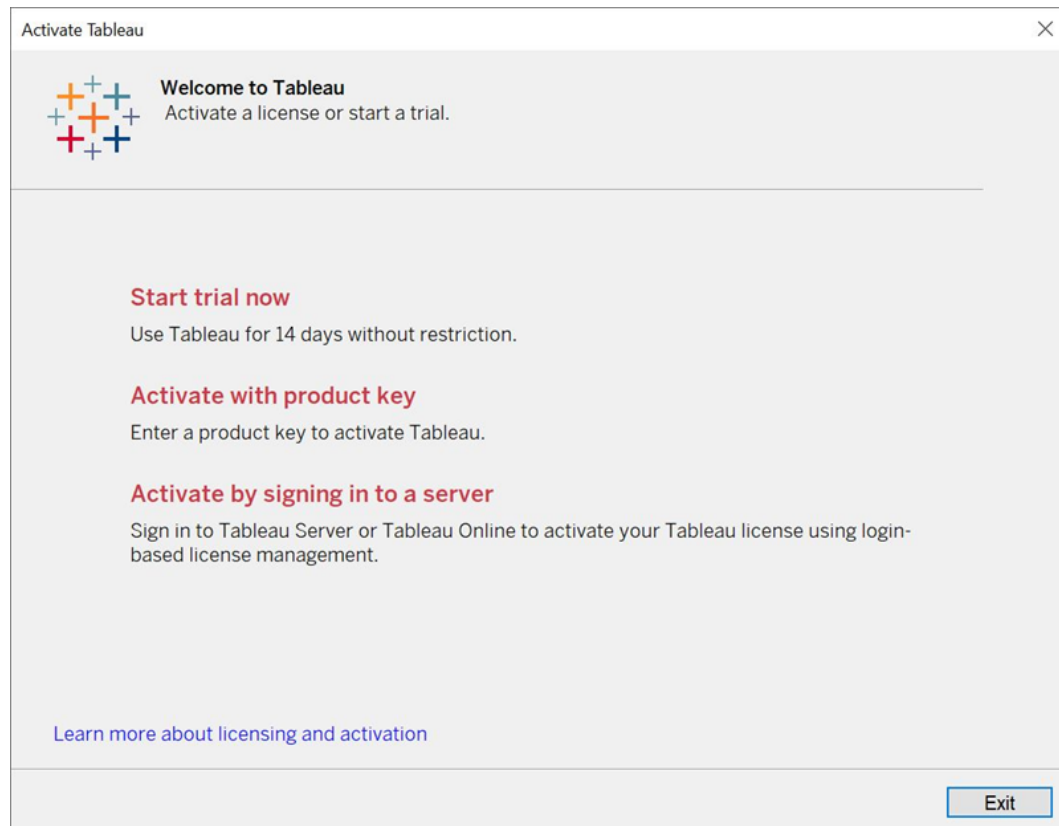 Activate Tableau
Welcome to Tableau
Activate a license or start a trial.
Start trial now
Use Tableau for 14 days without restriction.
Activate with product key
Enter a product key to activate Tableau.
Activate by signing in to a server
Sign in to Tableau Server or Tableau Online to activate your Tableau license using login-
based license management.
Learn more about licensing and activation
Exit